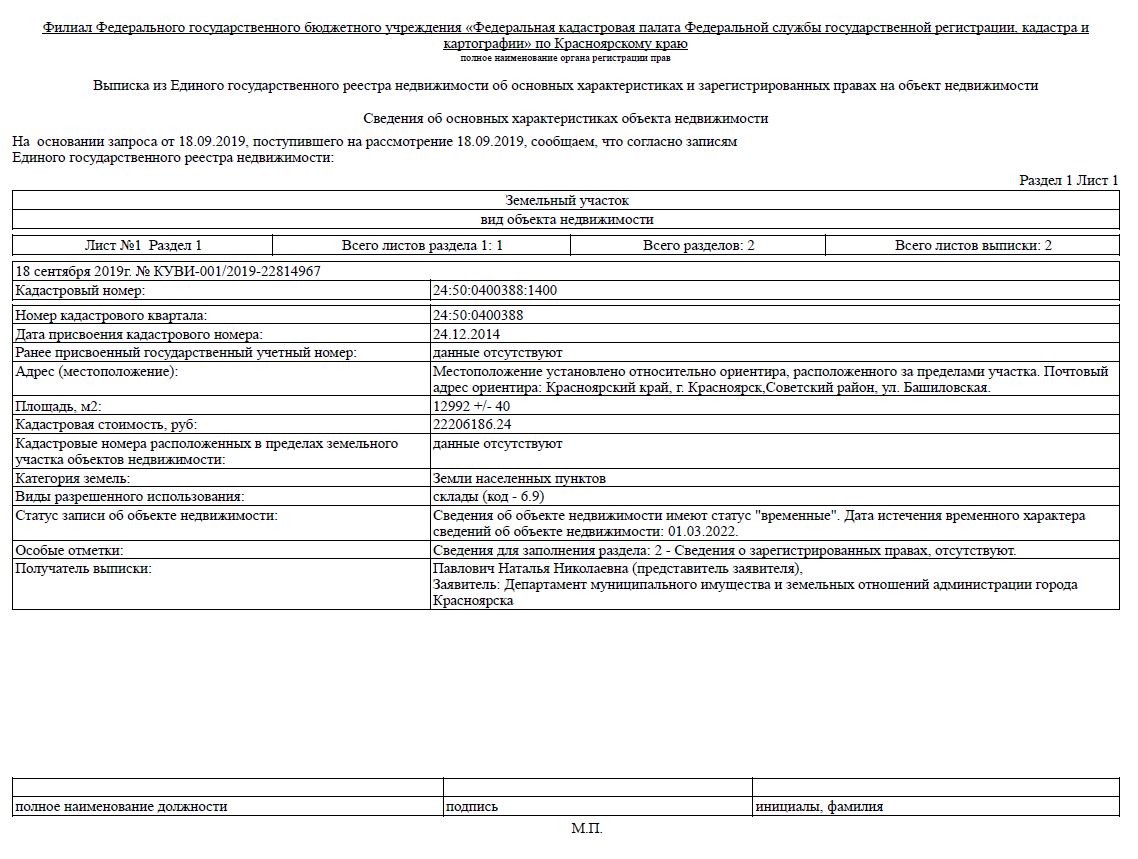 Филиал Федерального государственного бюджетного учреждения «Федеральная кадастровая палата Федеральной службы государственной регистрации, кадастра и
картографии» по Красноярскому краю
полное наименование органа регистрации прав
Выписка из Единого государственного реестра недвижимости об основных характеристиках и зарегистрированных правах на объект недвижимости
Сведения об основных характеристиках объекта недвижимости
На основании запроса от 18.09.2019, поступившего на рассмотрение 18.09.2019, сообщаем, что согласно записям
Единого государственного реестра недвижимости:
Раздел 1 Лист 1
Земельный участок
вид объекта недвижимости
Лист №1 Раздел 1 Всего листов раздела 1: 1 Всего разделов: 2 Всего листов выписки: 2
18 сентября 2019г. № КУВИ-001/2019-22814967
Кадастровый номер: 24:50:0400388:1400
Номер кадастрового квартала: 24:50:0400388
Дата присвоения кадастрового номера: 24.12.2014
Ранее присвоенный государственный учетный номер: данные отсутствуют
Адрес (местоположение): Местоположение установлено относительно ориентира, расположенного за пределами участка. Почтовый
адрес ориентира: Красноярский край, г. Красноярск,Советский район, ул. Башиловская.
Площадь, м2: 12992 +/- 40
Кадастровая стоимость, руб: 22206186.24
Кадастровые номера расположенных в пределах земельного данные отсутствуют
участка объектов недвижимости:
Категория земель: Земли населенных пунктов
Виды разрешенного использования: склады (код - 6.9)
Статус записи об объекте недвижимости: Сведения об объекте недвижимости имеют статус "временные". Дата истечения временного характера
сведений об объекте недвижимости: 01.03.2022.
Особые отметки: Сведения для заполнения раздела: 2 - Сведения о зарегистрированных правах, отсутствуют.
Получатель выписки: Павлович Наталья Николаевна (представитель заявителя),
Заявитель: Департамент муниципального имущества и земельных отношений администрации города
Красноярска
полное наименование должности подпись инициалы, фамилия
М.П.